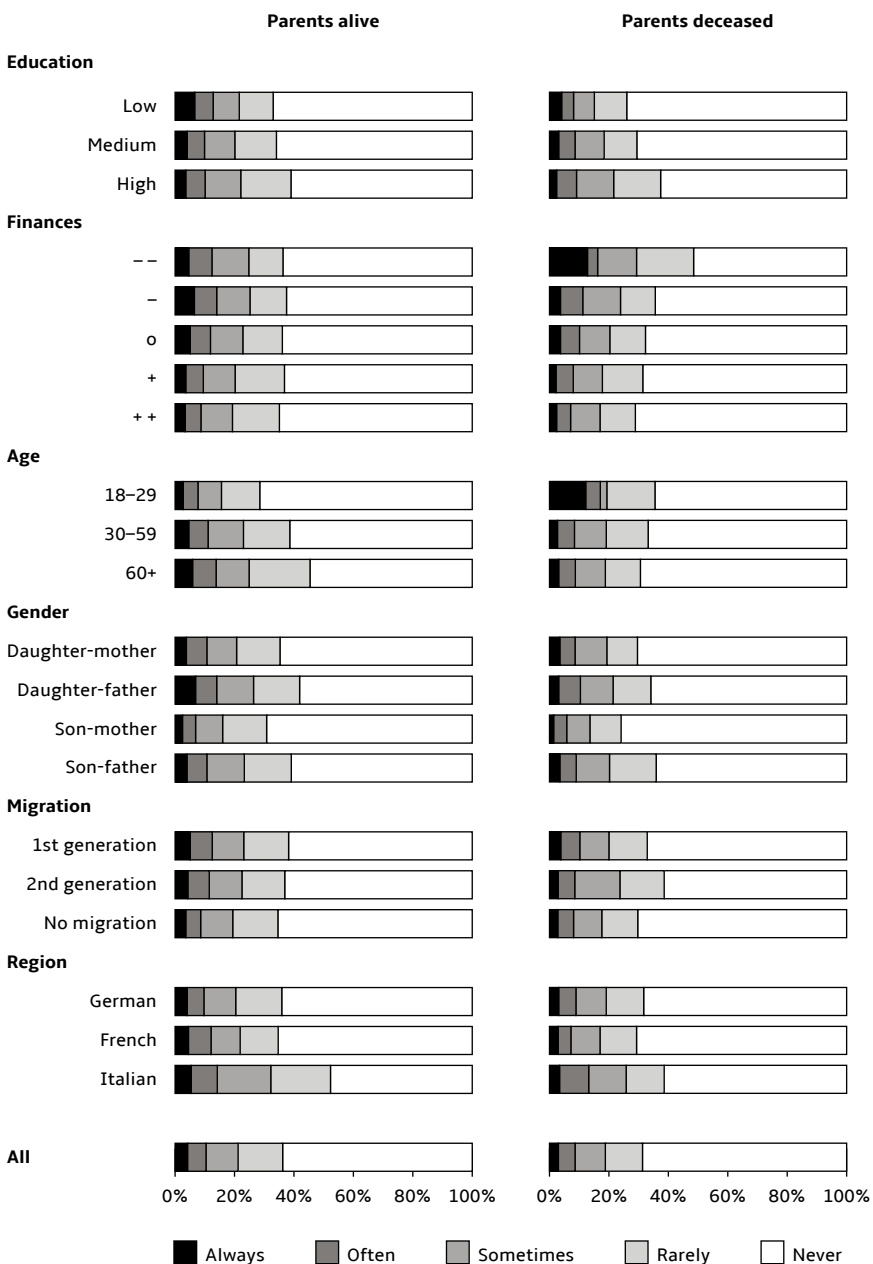 Parents alive Parents deceased
Education
Low
Medium
High
Finances
– –
–
o
+
+ +
Age
18–29
30–59
60+
Gender
Daughter-mother
Daughter-father
Son-mother
Son-father
Migration
1st generation
2nd generation
No migration
Region
German
French
Italian
All
0% 20% 40% 60% 80% 100% 0% 20% 40% 60% 80% 100%
Always Often Sometimes Rarely Never